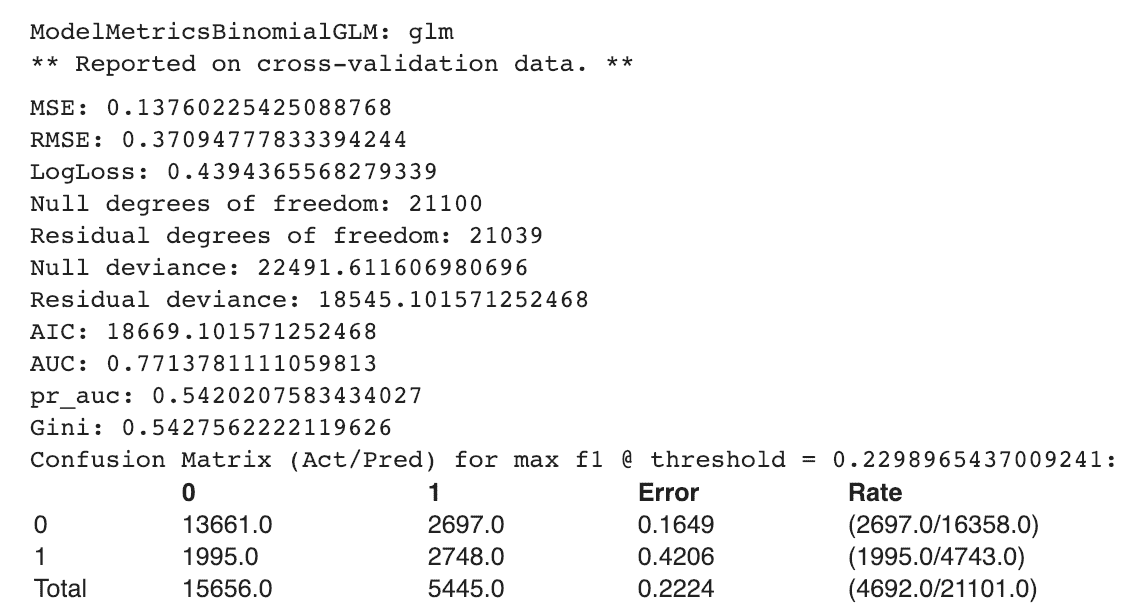 ModelMetricsBinomialGLM: glm
** Reported on cross-validation data. **
MSE: 0.13760225425088768
RMSE: 0.37094777833394244
LogLoss: 0.4394365568279339
Null degrees of freedom: 21100
Residual degrees of freedom: 21039
Null deviance: 22491.611606980696
Residual deviance: 18545.101571252468
AIC: 18669.101571252468
AUC: 0.7713781111059813
pr_auc: 0.5420207583434027
Gini: 0.5427562222119626
Confusion Matrix (Act/Pred) for max f1 @ threshold = 0.2298965437009241:
0 1 Error Rate
0 13661.0 2697.0 0.1649 (2697.0/16358.0)
1 1995.0 2748.0 0.4206 (1995.0/4743.0)
Total 15656.0 5445.0 0.2224 (4692.0/21101.0)